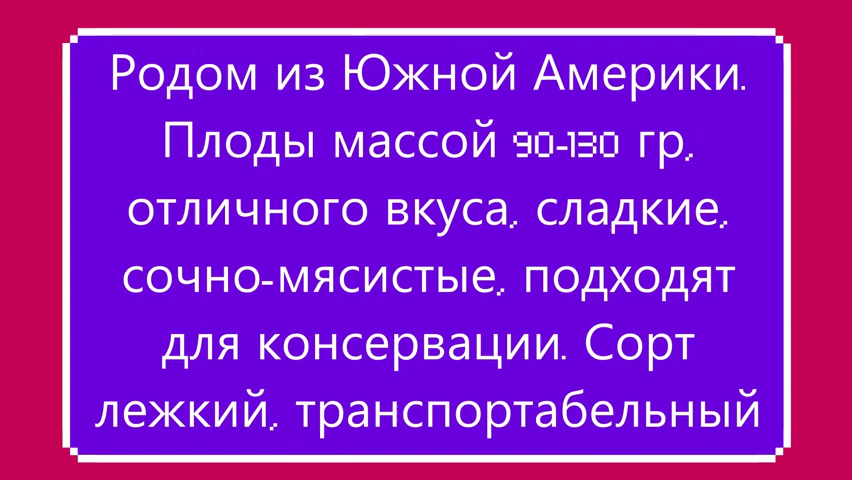 Родом из Южной Америки.
Плоды массой 90-130 гр,
отличного вкуса, сладкие,
сочно-мясистые, подходят
для консервации. Сорт
лежкий, транспортабельный